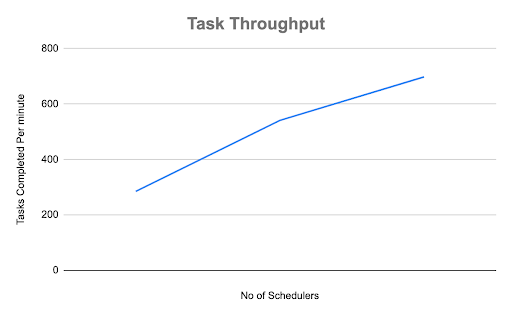 Task Throughput
800
600
400
200
0
Tasks Completed Per minute
No of Schedulers